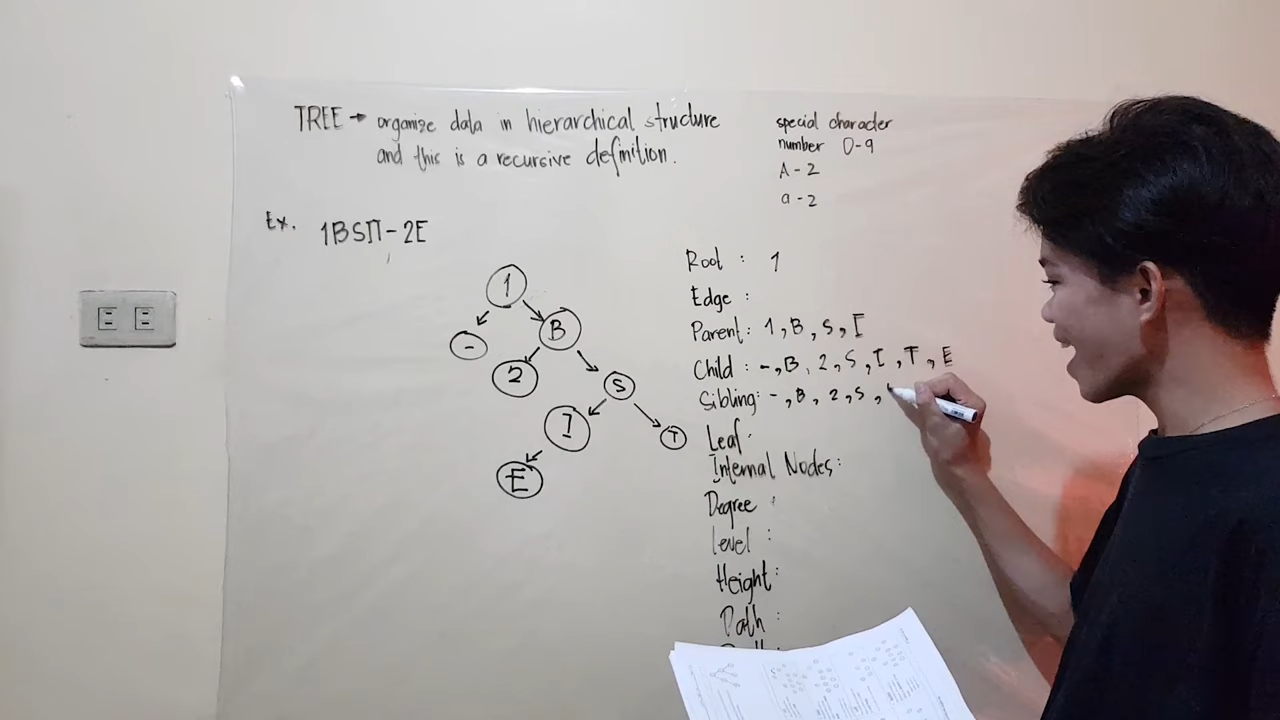 TREE → organize data in hierarchical structure
and this is a recursive definition.
special character
number 0-9
A - Z
a - z
Ex. 1BSIT - 2E
1
-
B
2
S
I
T
E
Root : 1
Edge :
Parent: 1, B, S, I
Child : -, B, 2, S, I, T, E
Sibling: -, B, 2, S,
Leaf:
Internal Nodes:
Degree :
Level :
Height:
Path :